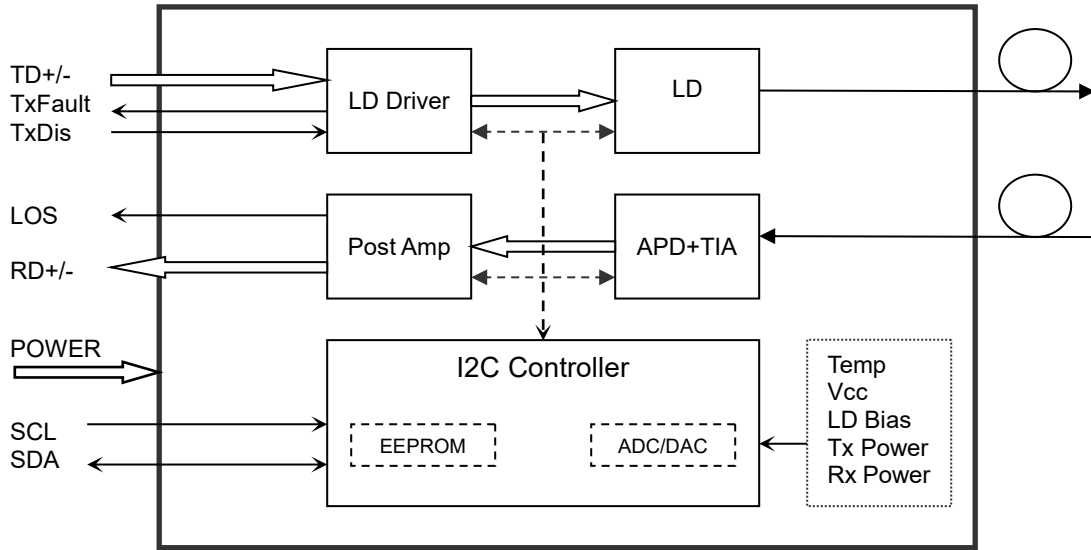 TD+/-
TxFault
TxDis
LD Driver
LD
LOS
RD+/-
Post Amp
APD+TIA
POWER
SCL
SDA
I2C Controller
EEPROM
ADC/DAC
Temp
Vcc
LD Bias
Tx Power
Rx Power